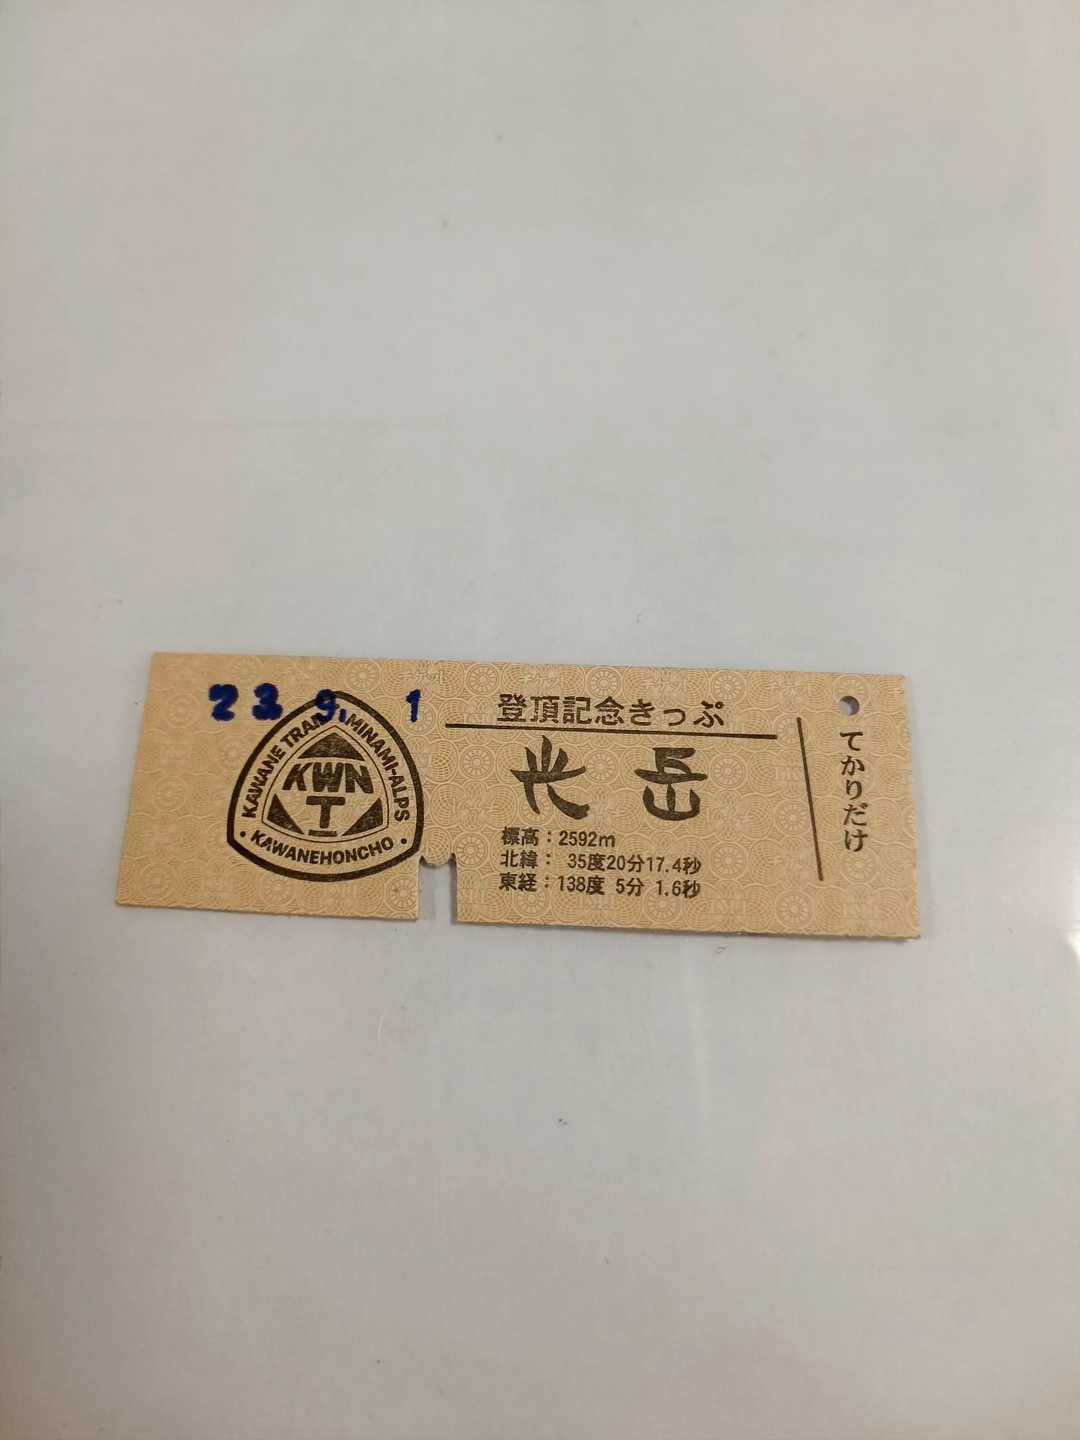 23. 9. 1
KAWANE TRAIL MINAMI-ALPS
KWN
T
・KAWANEHONCHO・
登頂記念きっぷ
光岳
標高：2592m
北緯： 35度20分17.4秒
東経：138度 5分 1.6秒
てかりだけ